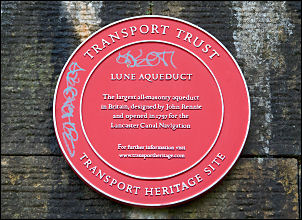 TRANSPORT TRUST
LUNE AQUEDUCT
The largest all-masonry aqueduct
in Britain, designed by John Rennie
and opened in 1797 for the
Lancaster Canal Navigation
For further information visit
www.transportheritage.com
TRANSPORT HERITAGE SITE